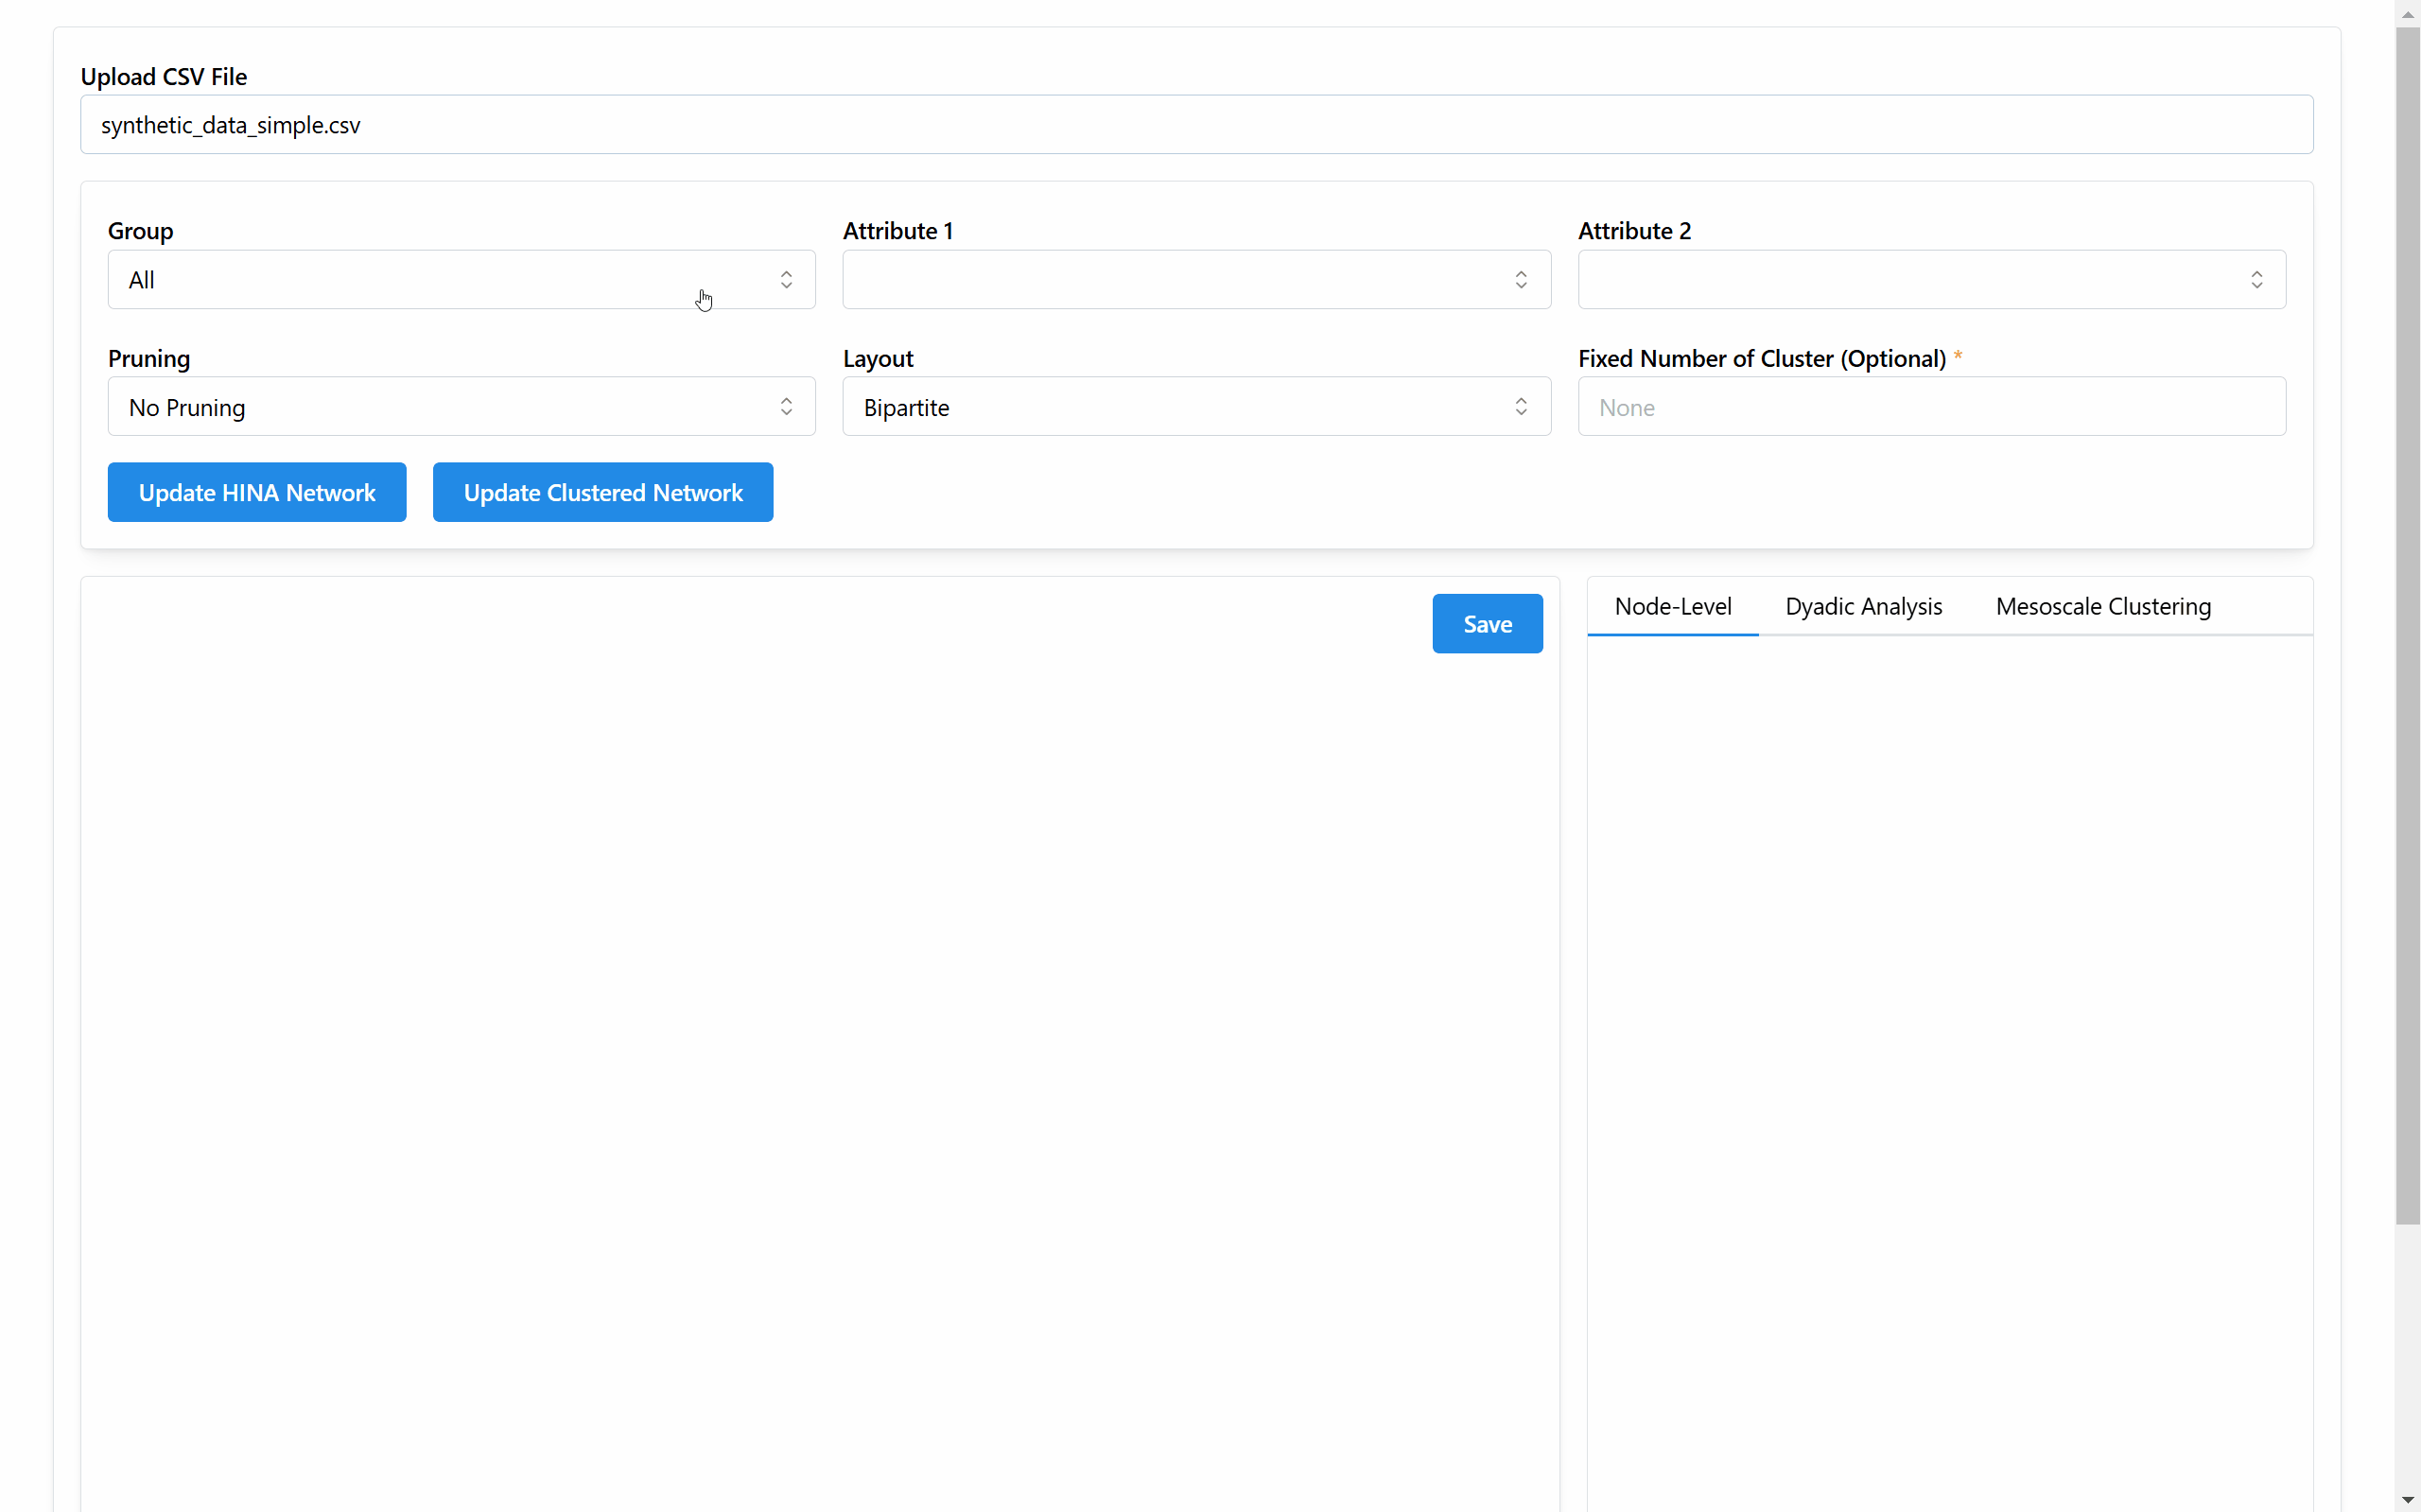 Upload CSV File
synthetic_data_simple.csv
Group
Attribute 1
Attribute 2
All
Pruning
Layout
Fixed Number of Cluster (Optional) *
No Pruning
Bipartite
None
Update HINA Network
Update Clustered Network
Save
Node-Level
Dyadic Analysis
Mesoscale Clustering